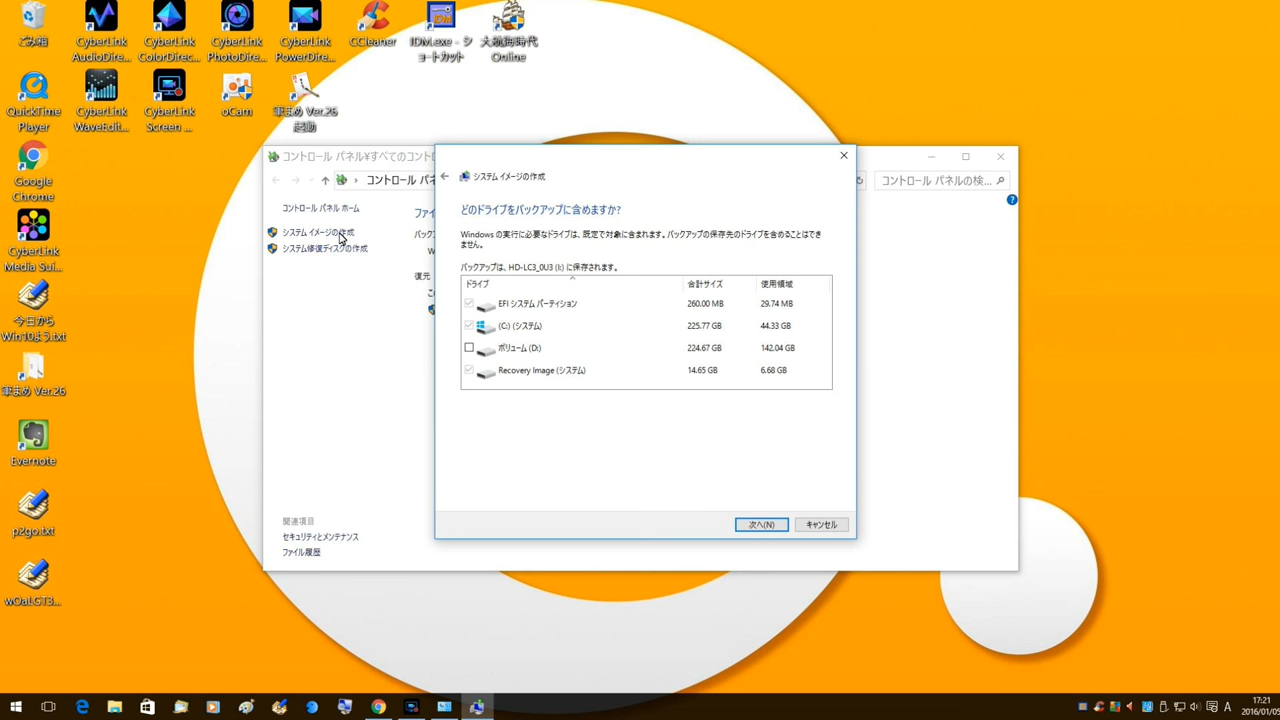 ごみ箱
CyberLink AudioDirec...
CyberLink ColorDirec...
CyberLink PhotoDire...
CyberLink PowerDire...
CCleaner
IDM.exe - ショートカット
大航海時代 Online
QuickTime Player
CyberLink WaveEdit...
CyberLink Screen ...
oCam
筆まめ Ver.26 起動
Google Chrome
CyberLink Media Sui...
今日から Win10よう.txt
筆まめ Ver.26
Evernote
p2go.txt
wOaLGT3...
コントロール パネル¥すべてのコントロ
コントロール パネ
コントロール パネルの検...
コントロール パネル ホーム
システム イメージの作成
システム修復ディスクの作成
ファイ
バック
W
復元
こ
関連項目
セキュリティとメンテナンス
ファイル履歴
システム イメージの作成
どのドライブをバックアップに含めますか?
Windows の実行に必要なドライブは、既定で対象に含まれます。バックアップの保存先のドライブを含めることはでき
ません。
バックアップは、HD-LC3_0U3 (I:) に保存されます。
ドライブ 合計サイズ 使用領域
EFI システム パーティション 260.00 MB 29.74 MB
(C:) (システム) 225.77 GB 44.33 GB
ボリューム (D:) 224.67 GB 142.04 GB
Recovery Image (システム) 14.65 GB 6.68 GB
次へ(N)
キャンセル
A
17:21
2016/01/05